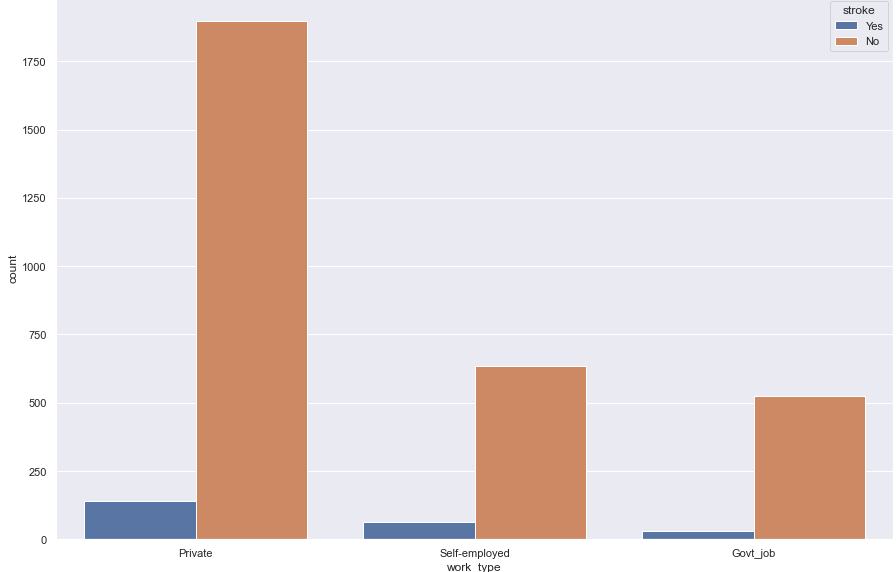 stroke
Yes
No
1750
1500
1250
1000
750
500
250
0
count
Private Self-employed Govt_job
work_type